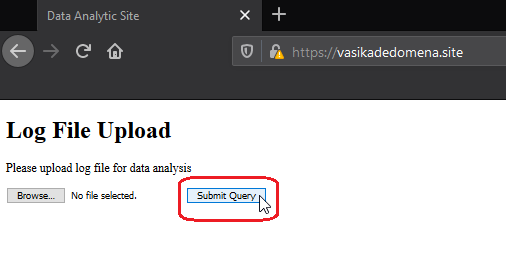 Data Analytic Site
https://vasikadedomena.site
Log File Upload
Please upload log file for data analysis
Browse... No file selected. Submit Query